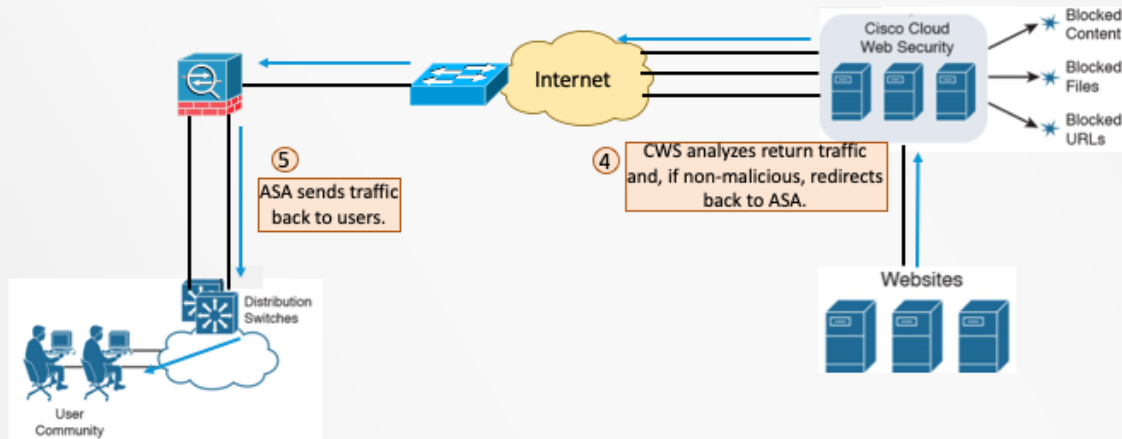 Cisco Cloud
Web Security
Blocked
Content
Blocked
Files
Blocked
URLs
Internet
5
ASA sends traffic
back to users.
4
CWS analyzes return traffic
and, if non-malicious, redirects
back to ASA.
Websites
Distribution
Switches
User
Community